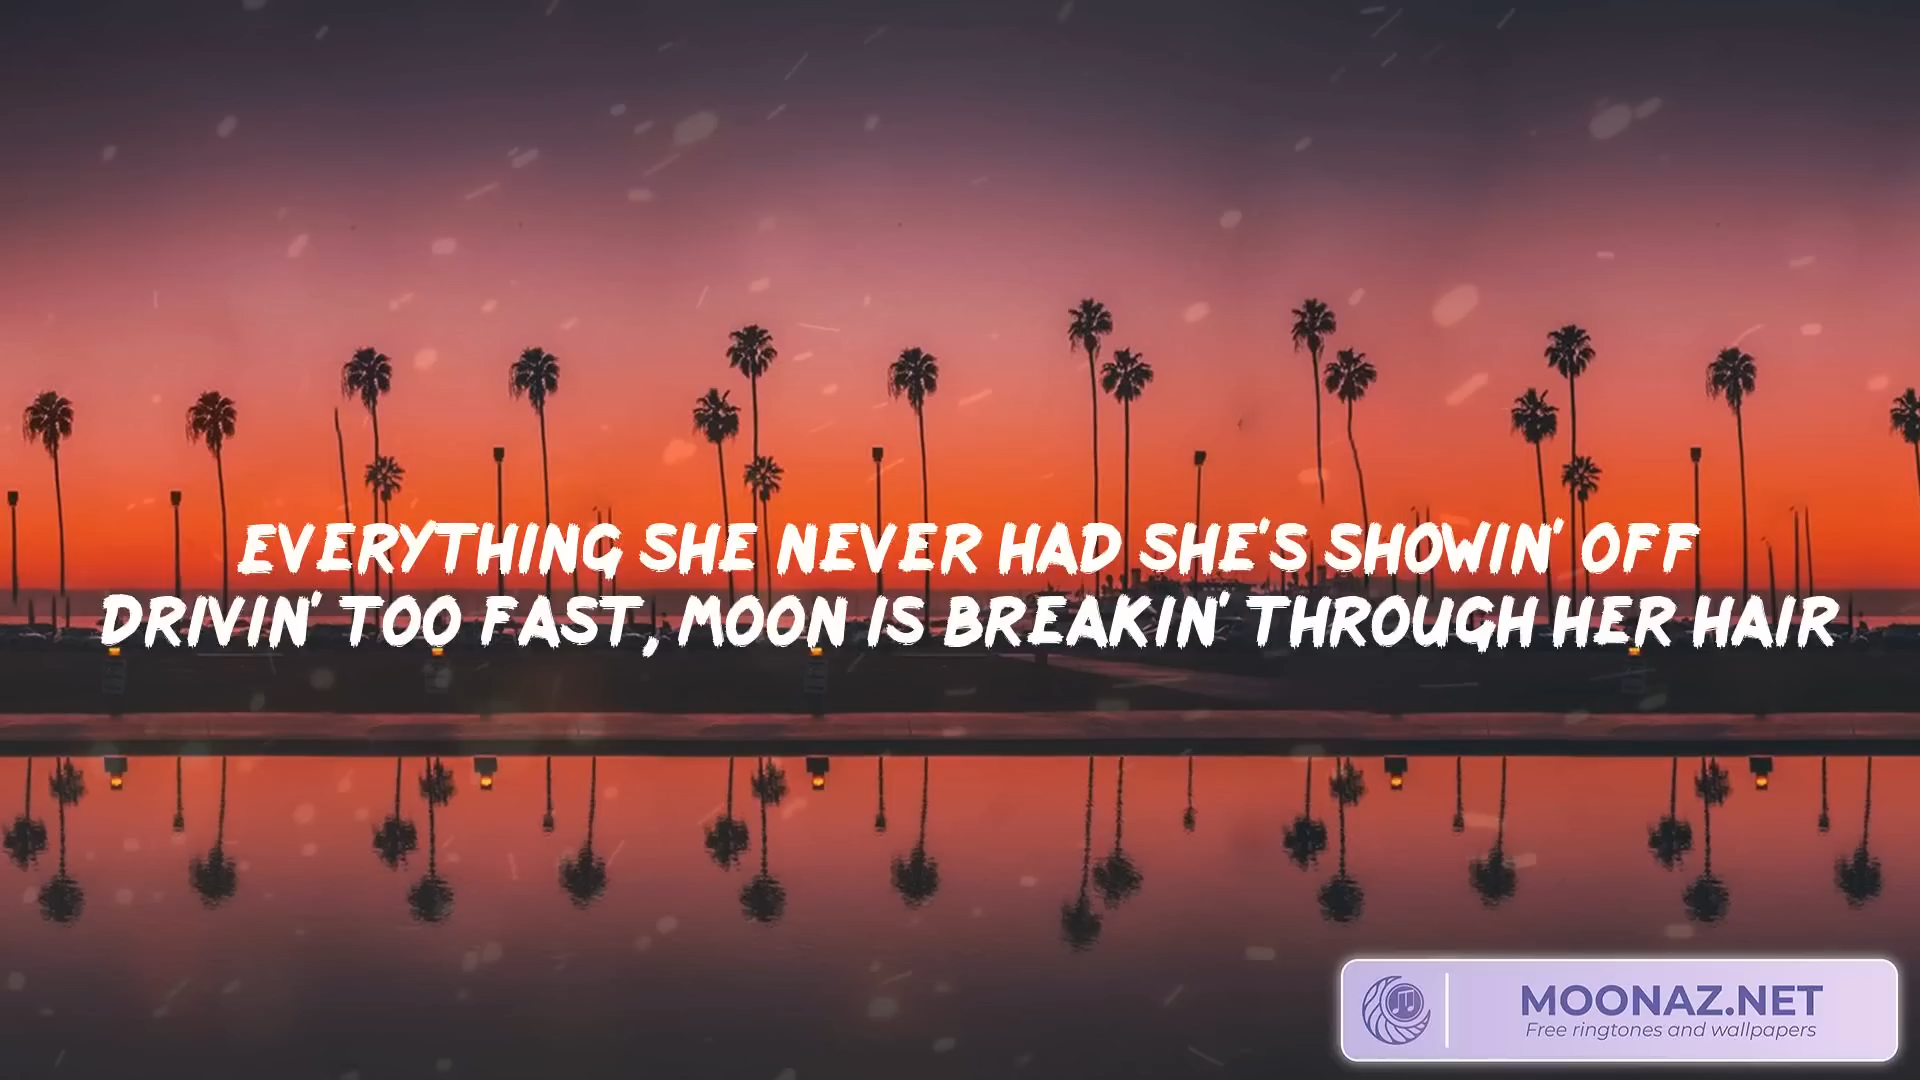 EVERYTHING SHE NEVER HAD SHE'S SHOWIN' OFF
DRIVIN' TOO FAST, MOON IS BREAKIN' THROUGH HER HAIR
MOONAZ.NET
Free ringtones and wallpapers